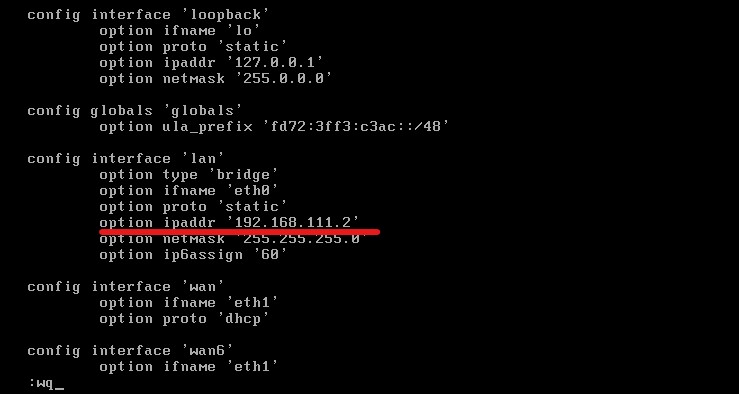 config interface 'loopback'
option ifname 'lo'
option proto 'static'
option ipaddr '127.0.0.1'
option netmask '255.0.0.0'
config globals 'globals'
option ula_prefix 'fd72:3ff3:c3ac::/48'
config interface 'lan'
option type 'bridge'
option ifname 'eth0'
option proto 'static'
option ipaddr '192.168.111.2'
option netmask '255.255.255.0'
option ip6assign '60'
config interface 'wan'
option ifname 'eth1'
option proto 'dhcp'
config interface 'wan6'
option ifname 'eth1'
:wq_